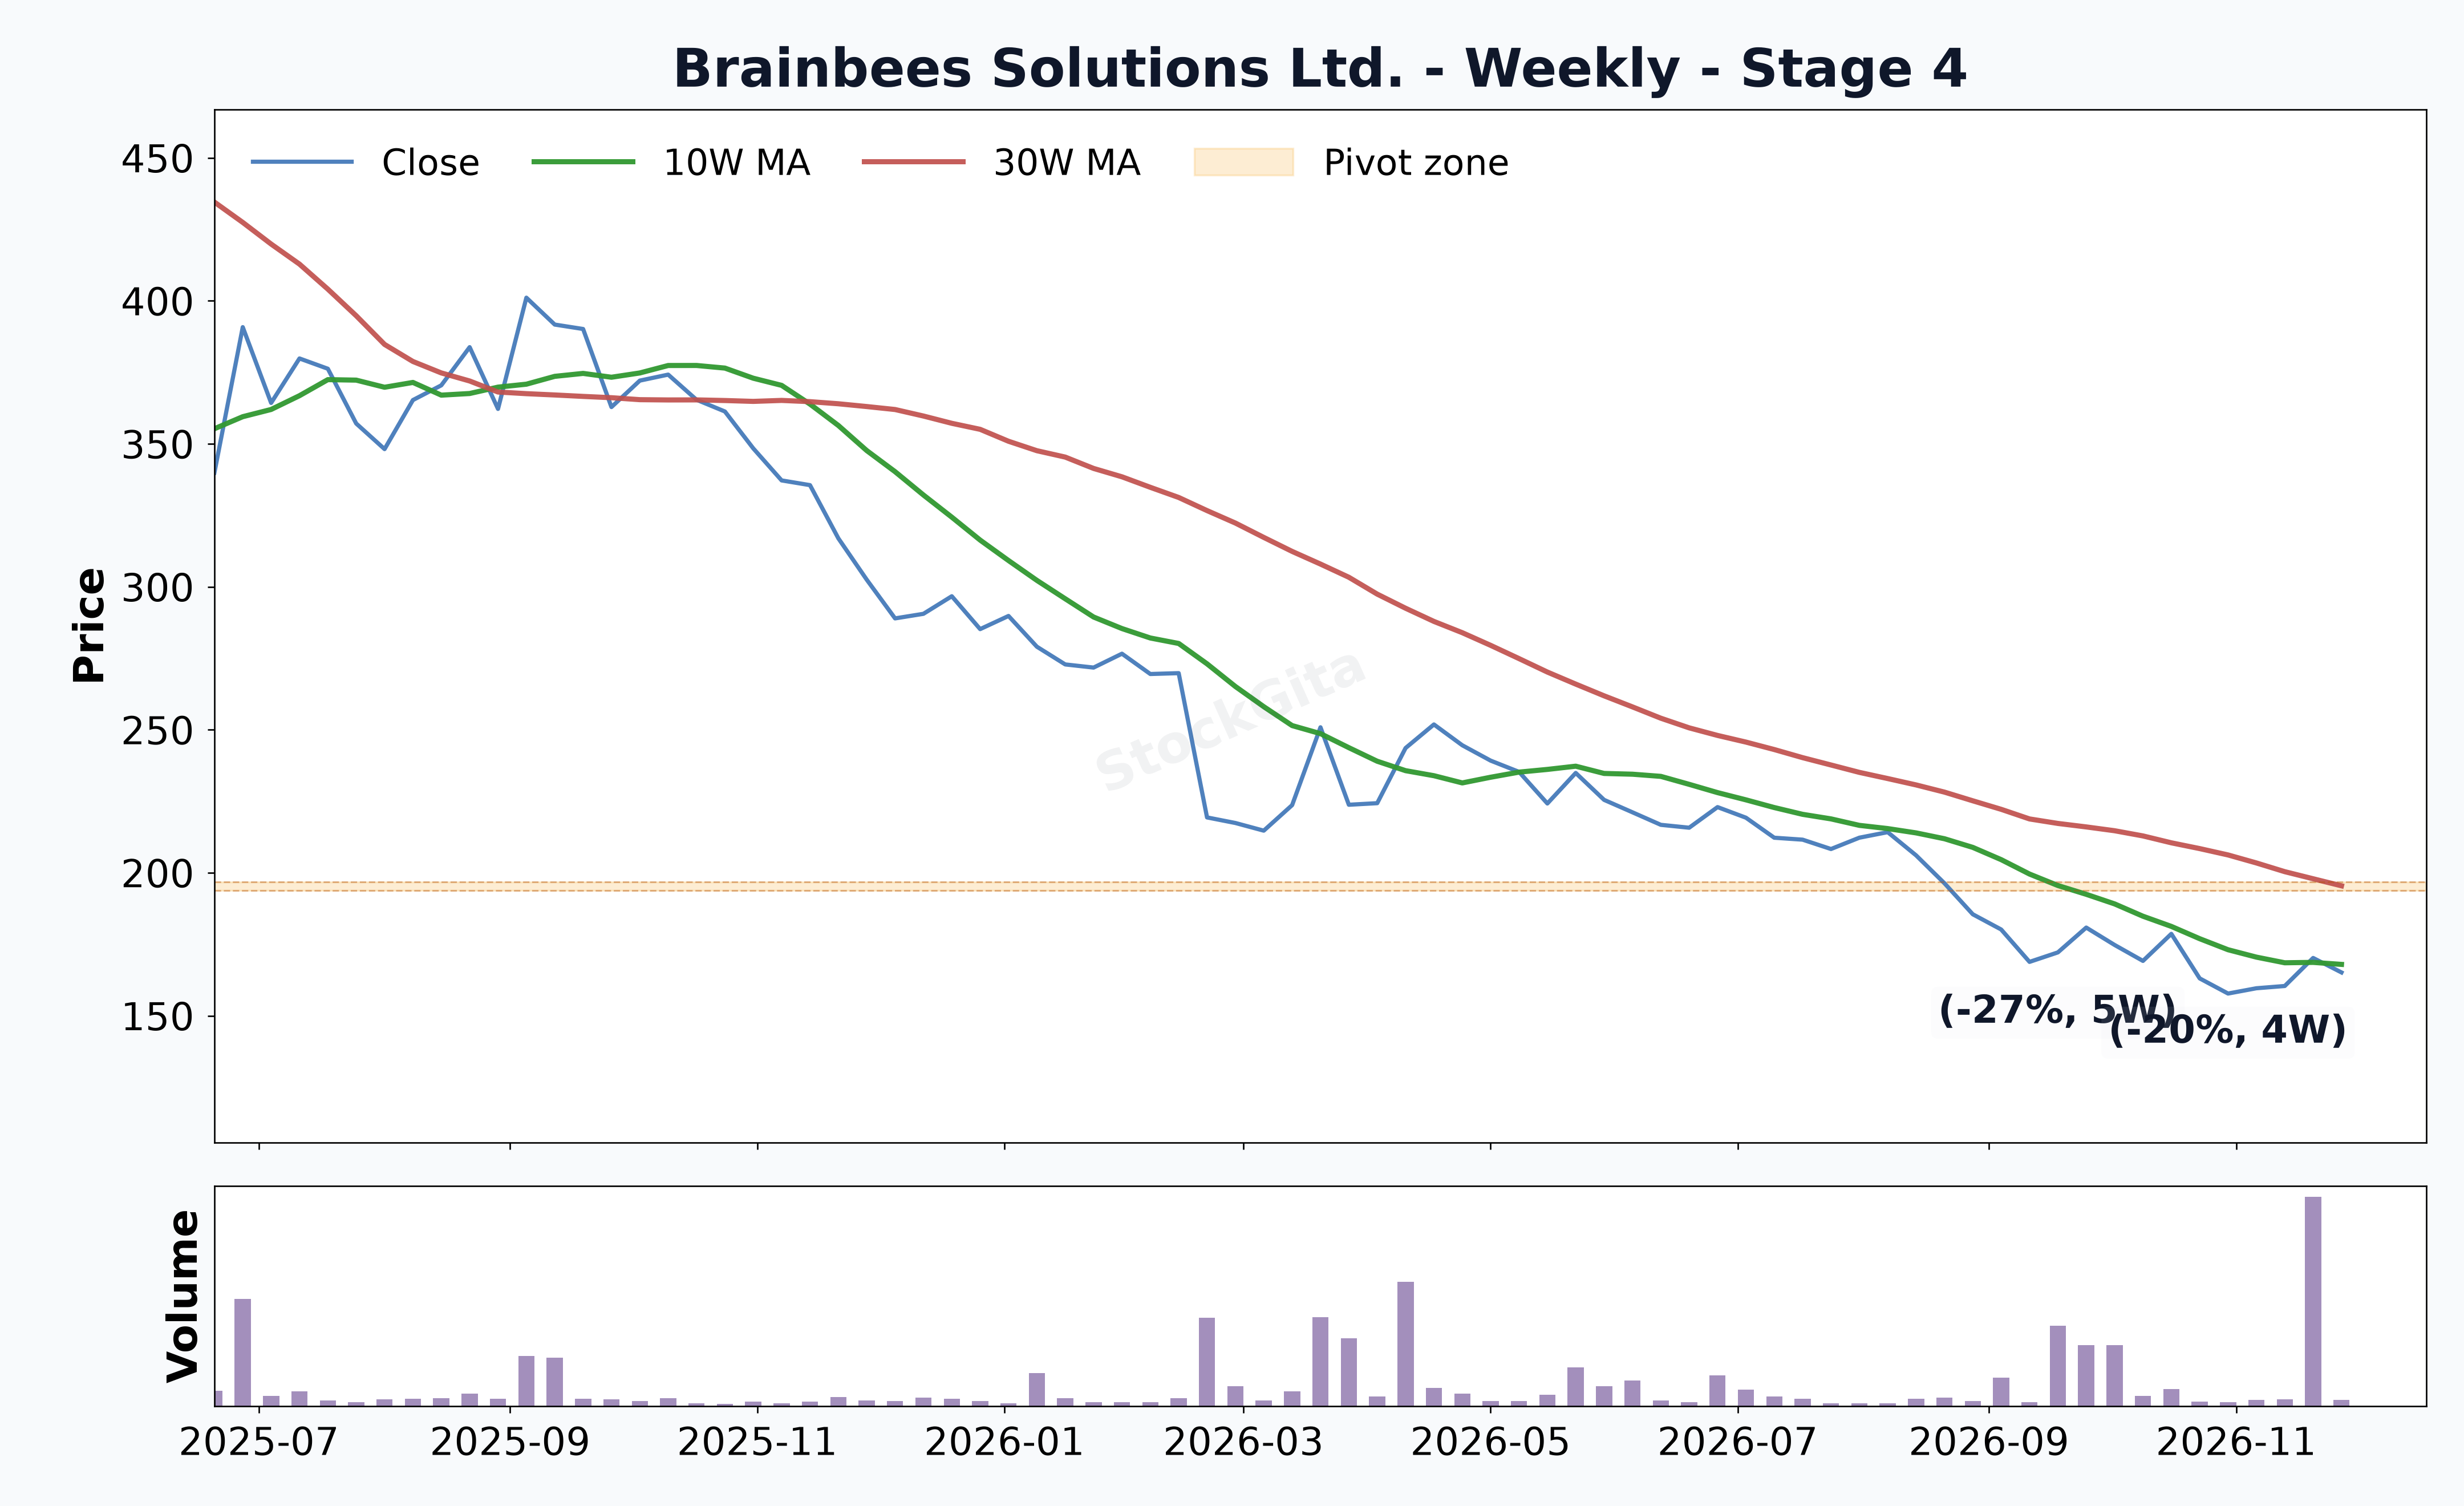 Brainbees Solutions Ltd. - Weekly - Stage 4
Close
10W MA
30W MA
Pivot zone
Price
450
400
350
300
250
200
150
StockGita
(-27%, 5W)
(-20%, 4W)
Volume
2025-07
2025-09
2025-11
2026-01
2026-03
2026-05
2026-07
2026-09
2026-11